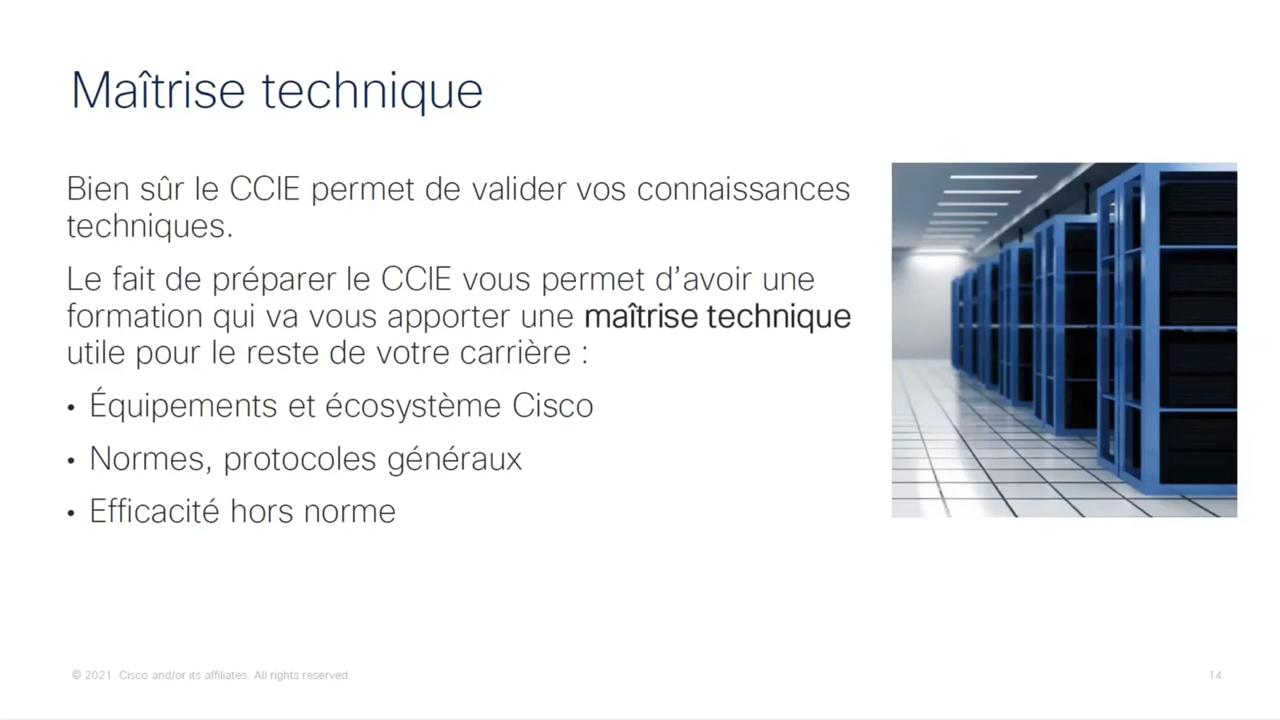 Maîtrise technique
Bien sûr le CCIE permet de valider vos connaissances
techniques.
Le fait de préparer le CCIE vous permet d’avoir une
formation qui va vous apporter une maîtrise technique
utile pour le reste de votre carrière :
• Équipements et écosystème Cisco
• Normes, protocoles généraux
• Efficacité hors norme
© 2021 Cisco and/or its affiliates. All rights reserved.
14